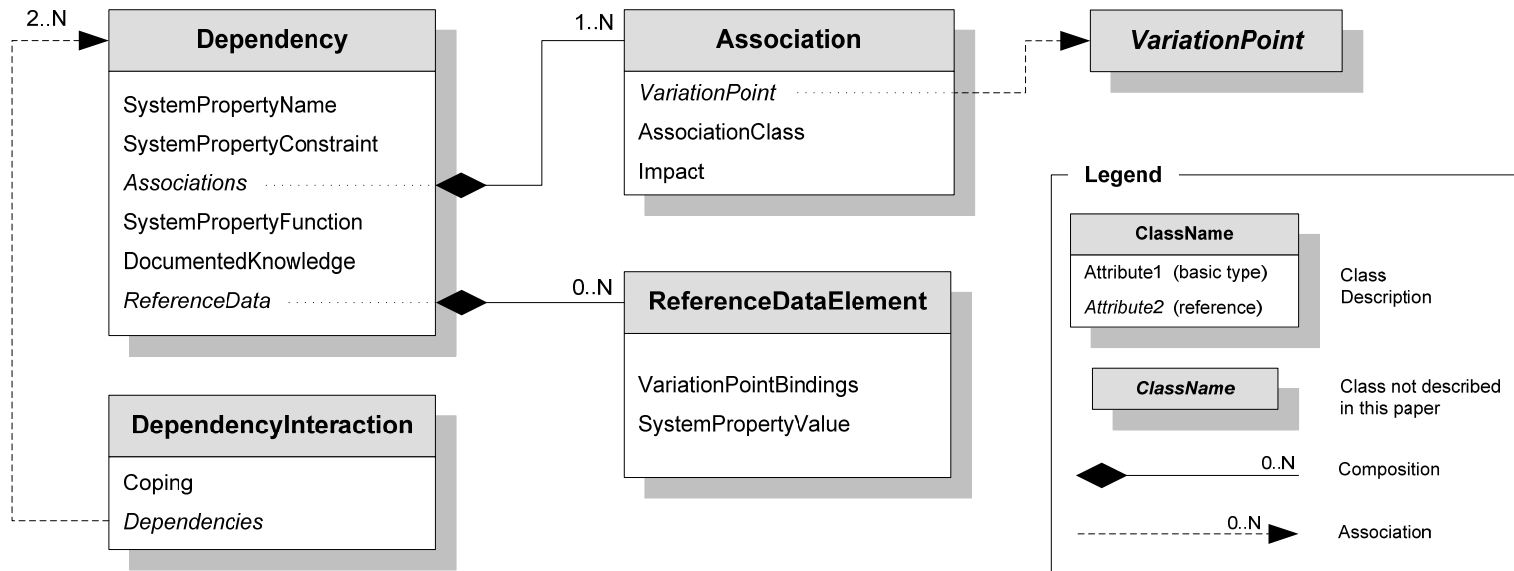 2..N
Dependency
SystemPropertyName
SystemPropertyConstraint
Associations
SystemPropertyFunction
DocumentedKnowledge
ReferenceData
1..N
Association
VariationPoint
AssociationClass
Impact
VariationPoint
0..N
ReferenceDataElement
VariationPointBindings
SystemPropertyValue
DependencyInteraction
Coping
Dependencies
Legend
ClassName
Attribute1 (basic type)
Attribute2 (reference)
Class
Description
ClassName
Class not described
in this paper
0..N
Composition
0..N
Association